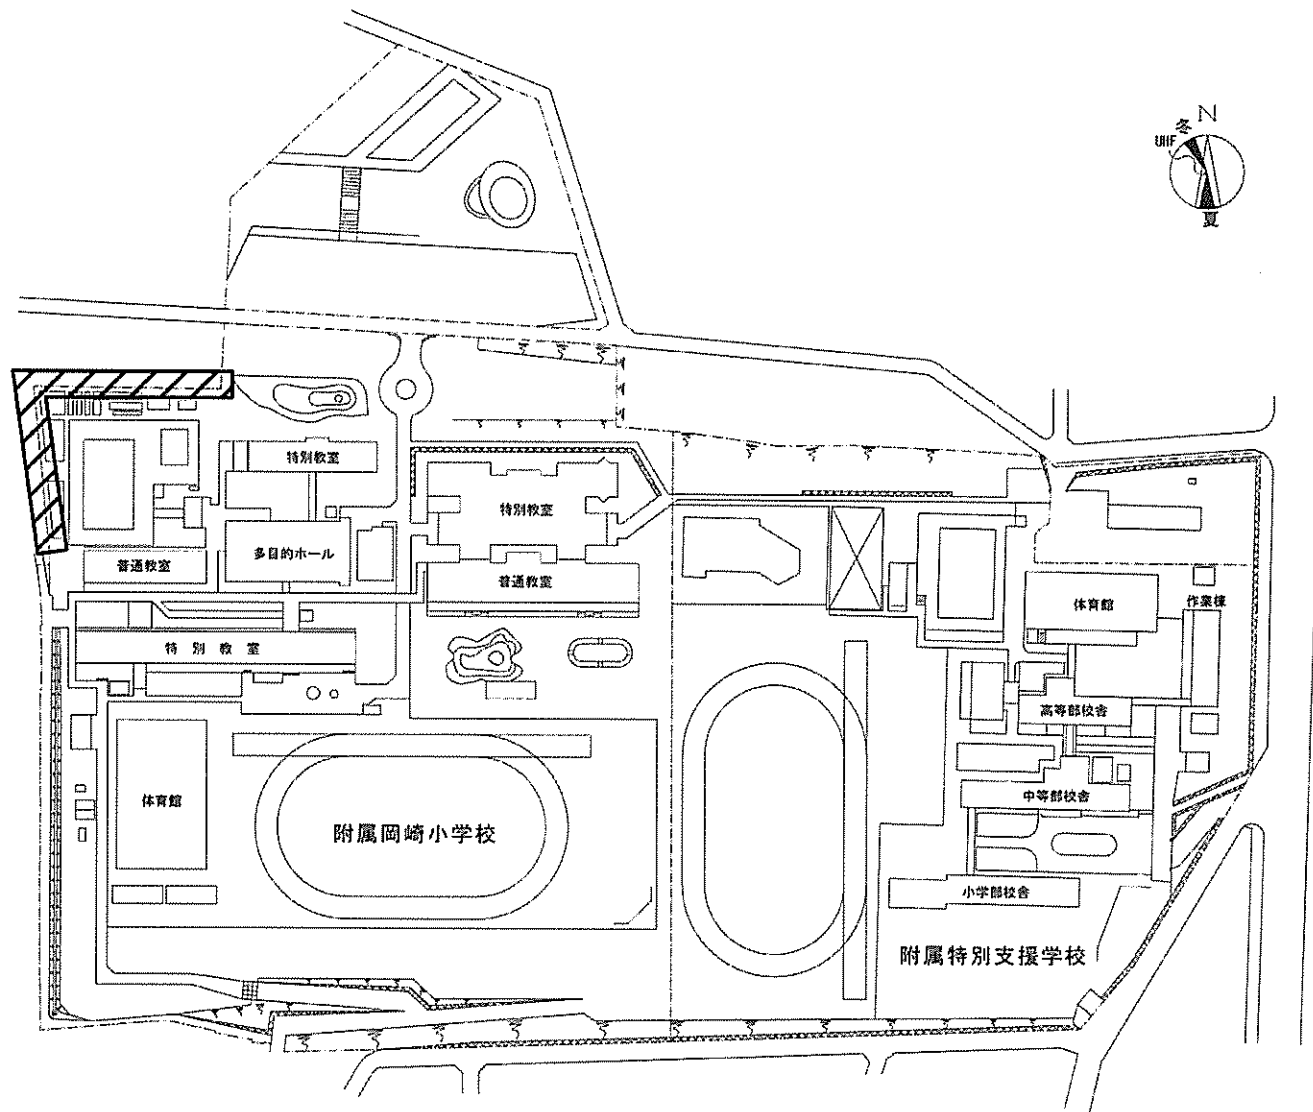 N
冬
UHF
夏
特別教室
特別教室
多目的ホール
普通教室
普通教室
体育館
作業棟
特別教室
高等部校舎
中等部校舎
体育館
附属岡崎小学校
小学部校舎
附属特別支援学校